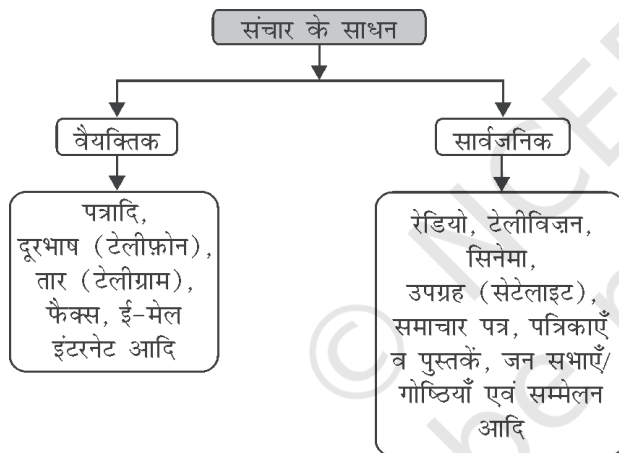 संचार के साधन
वैयक्तिक
सार्वजनिक
पत्रादि,
दूरभाष (टेलीफ़ोन),
तार (टेलीग्राम),
फैक्स, ई-मेल
इंटरनेट आदि
रेडियो, टेलीविज़न,
सिनेमा,
उपग्रह (सेटेलाइट),
समाचार पत्र, पत्रिकाएँ
व पुस्तकें, जन सभाएँ/
गोष्ठियाँ एवं सम्मेलन
आदि